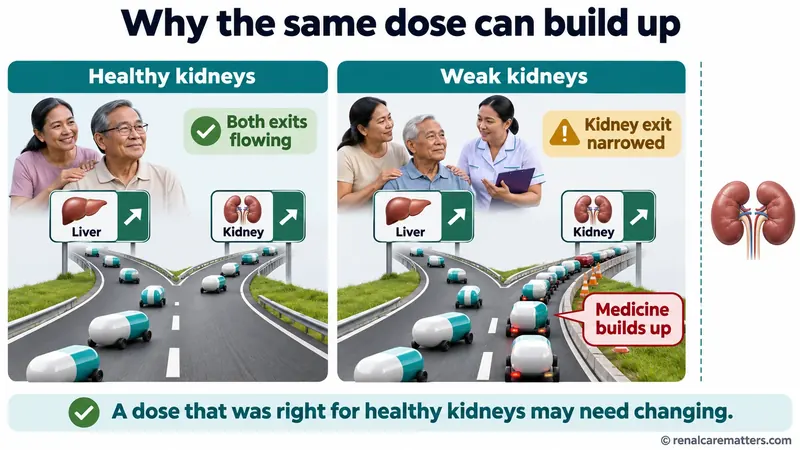 Why the same dose can build up
Healthy kidneys
Both exits
flowing
Liver
Kidney
Weak kidneys
Kidney exit
narrowed
Liver
Kidney
Medicine
builds up
A dose that was right for healthy kidneys may need changing.
© renalcarematters.com